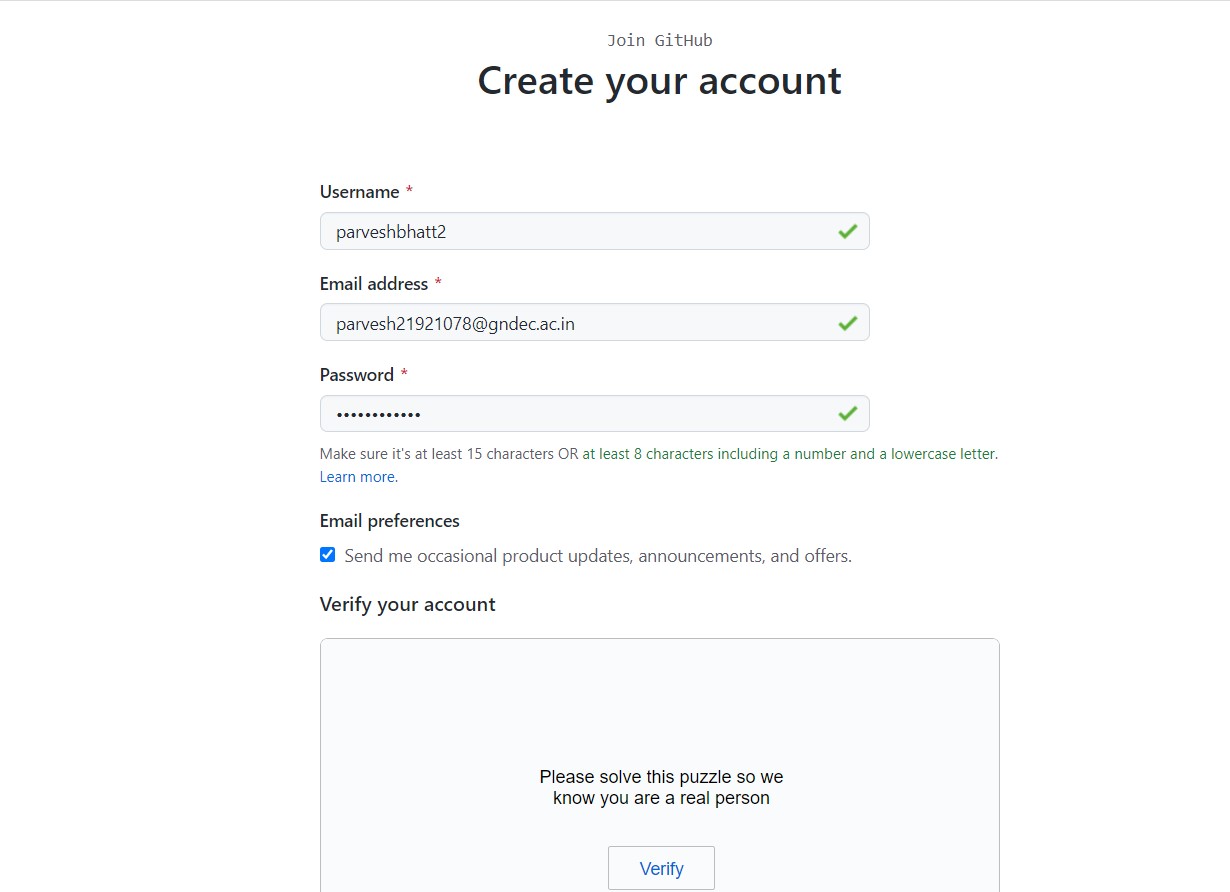 Join GitHub
Create your account
Username *
parveshbhatt2
Email address *
parvesh21921078@gndec.ac.in
Password *
••••••••••••
Make sure it's at least 15 characters OR at least 8 characters including a number and a lowercase letter.
Learn more.
Email preferences
Send me occasional product updates, announcements, and offers.
Verify your account
Please solve this puzzle so we
know you are a real person
Verify